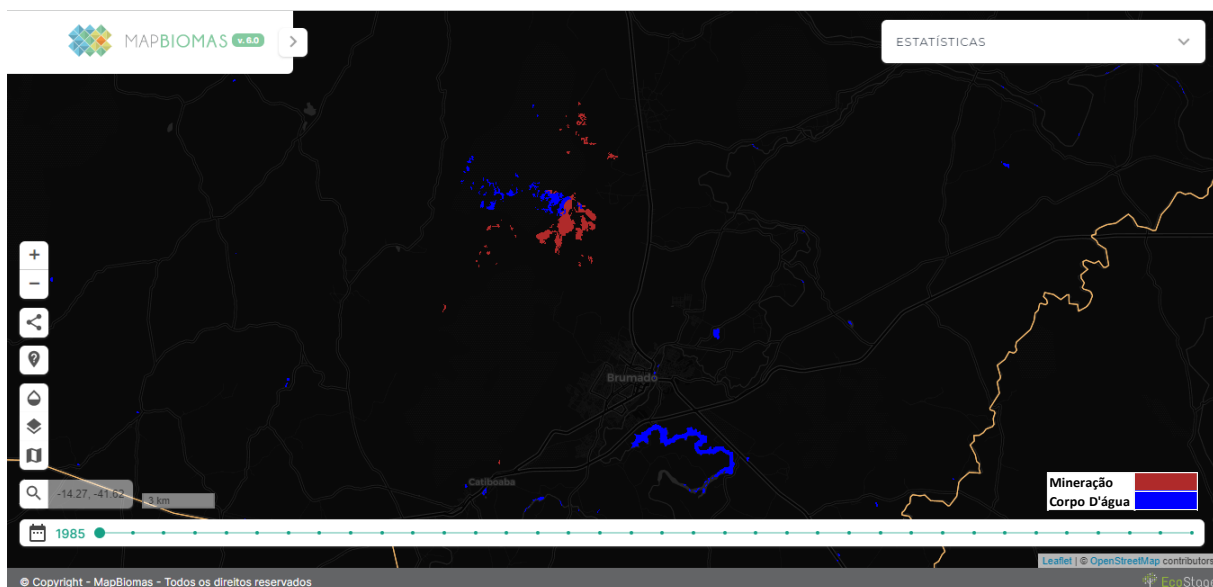 MAPBIOMAS v. 6.0
ESTATÍSTICAS
+
−
Brumado
Catiboaba
-14.27, -41.62
3 km
Mineração
Corpo D'água
1985
Leaflet | © OpenStreetMap contributors
© Copyright - MapBiomas - Todos os direitos reservados
EcoStage